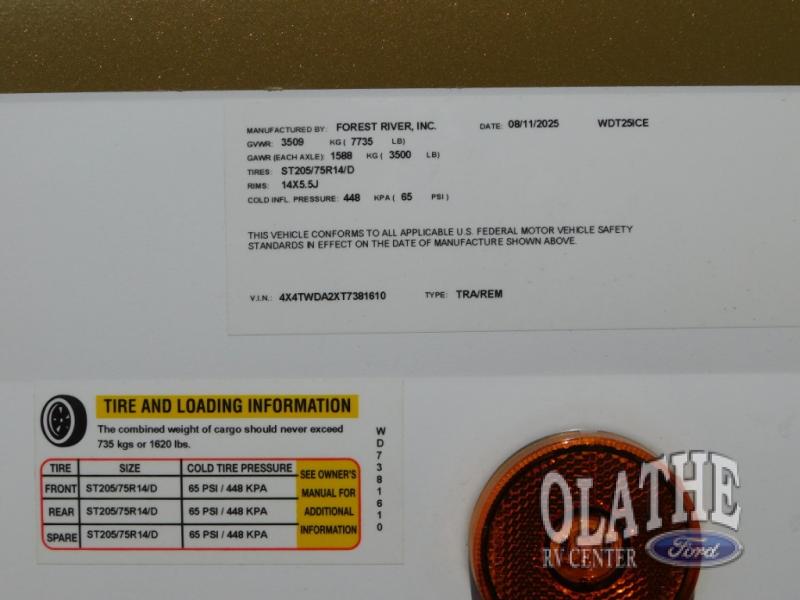 MANUFACTURED BY: FOREST RIVER, INC. DATE: 08/11/2025 WDT25ICE
GVWR: 3509 KG ( 7735 LB)
GAWR (EACH AXLE): 1588 KG ( 3500 LB)
TIRES: ST205/75R14/D
RIMS: 14X5.5J
COLD INFL. PRESSURE: 448 KPA ( 65 PSI )
THIS VEHICLE CONFORMS TO ALL APPLICABLE U.S. FEDERAL MOTOR VEHICLE SAFETY
STANDARDS IN EFFECT ON THE DATE OF MANUFACTURE SHOWN ABOVE.
V.I.N.: 4X4TWDA2XT7381610 TYPE: TRA/REM
TIRE AND LOADING INFORMATION
The combined weight of cargo should never exceed
735 kgs or 1620 lbs.
TIRE SIZE COLD TIRE PRESSURE
FRONT ST205/75R14/D 65 PSI / 448 KPA
REAR ST205/75R14/D 65 PSI / 448 KPA
SPARE ST205/75R14/D 65 PSI / 448 KPA
SEE OWNER'S
MANUAL FOR
ADDITIONAL
INFORMATION
WD7381610
OLATHE
RV CENTER
Ford